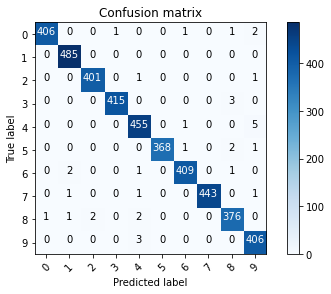 Confusion matrix
0 406 0 0 1 0 0 1 0 1 2
1 0 485 0 0 0 0 0 0 0 0
2 0 0 401 0 1 0 0 0 0 1
3 0 0 0 415 0 0 0 0 3 0
4 0 0 0 0 455 0 1 0 0 5
5 0 0 0 0 0 368 1 0 2 1
6 0 2 0 0 1 0 409 0 1 0
7 0 1 0 0 1 0 0 443 0 1
8 1 1 2 0 2 0 0 0 376 0
9 0 0 0 0 3 0 0 0 0 406
0 1 2 3 4 5 6 7 8 9
True label
Predicted label
400
300
200
100
0